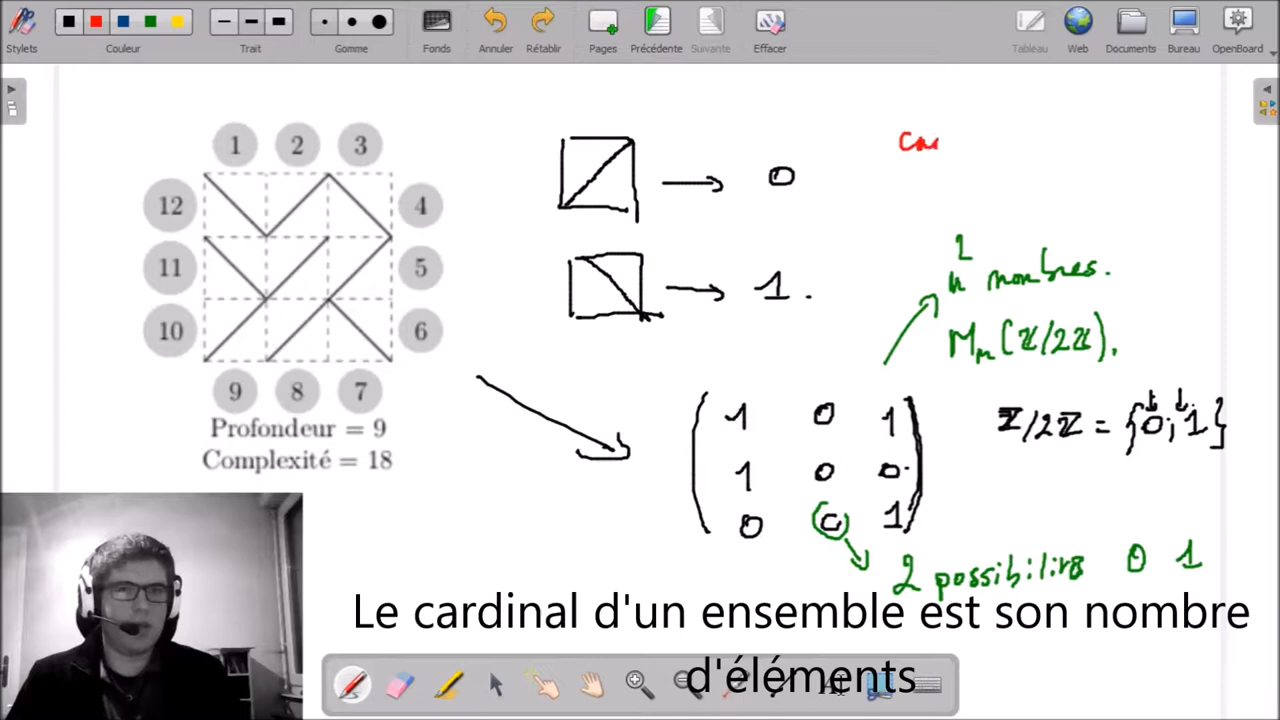 Stylets Couleur Trait Gomme Fonds Annuler Rétablir Pages Précédente Suivante Effacer Tableau Web Documents Bureau OpenBoard
1 2 3
12 4
11 5
10 6
9 8 7
Profondeur = 9
Complexité = 18
→ 0
→ 1.
n² nombres.
Mn(Z/2Z).
Z/2Z = {0;1}
1 0 1
1 0 0
0 0 1
2 possibilités 0 1
Le cardinal d'un ensemble est son nombre
d'éléments